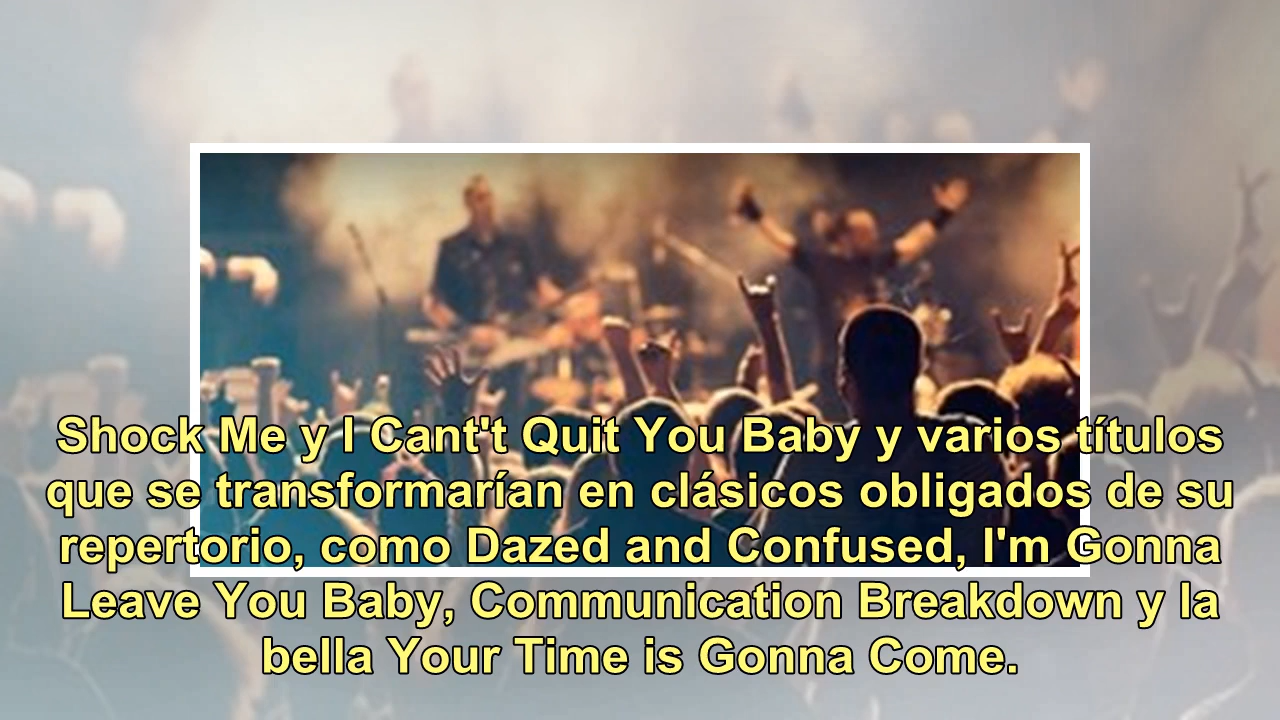 Shock Me y I Cant't Quit You Baby y varios títulos
que se transformarían en clásicos obligados de su
repertorio, como Dazed and Confused, I'm Gonna
Leave You Baby, Communication Breakdown y la
bella Your Time is Gonna Come.